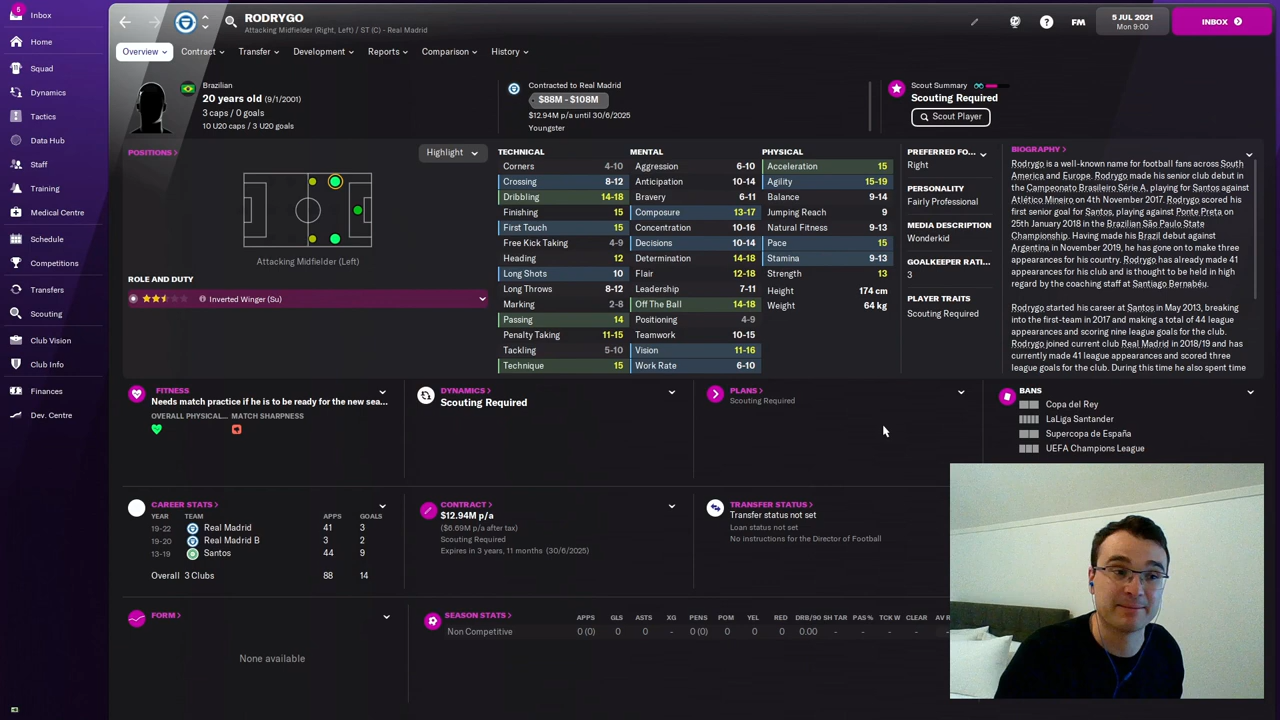 5
Inbox
Home
Squad
Dynamics
Tactics
Data Hub
Staff
Training
Medical Centre
Schedule
Competitions
Transfers
Scouting
Club Vision
Club Info
Finances
Dev. Centre
RODRYGO
Attacking Midfielder (Right, Left) / ST (C) - Real Madrid
?
FM
5 JUL 2021
Mon 9:00
INBOX
Overview
Contract
Transfer
Development
Reports
Comparison
History
Brazilian
20 years old (9/1/2001)
3 caps / 0 goals
10 U20 caps / 3 U20 goals
Contracted to Real Madrid
$88M - $108M
$12.94M p/a until 30/6/2025
Youngster
Scout Summary
Scouting Required
Scout Player
POSITIONS
Highlight
Attacking Midfielder (Left)
ROLE AND DUTY
Inverted Winger (Su)
TECHNICAL
Corners 4-10
Crossing 8-12
Dribbling 14-18
Finishing 15
First Touch 15
Free Kick Taking 4-9
Heading 12
Long Shots 10
Long Throws 8-12
Marking 2-8
Passing 14
Penalty Taking 11-15
Tackling 5-10
Technique 15
MENTAL
Aggression 6-10
Anticipation 10-14
Bravery 6-11
Composure 13-17
Concentration 10-16
Decisions 10-14
Determination 14-18
Flair 12-18
Leadership 7-11
Off The Ball 14-18
Positioning 4-9
Teamwork 10-15
Vision 11-16
Work Rate 6-10
PHYSICAL
Acceleration 15
Agility 15-19
Balance 9-14
Jumping Reach 9
Natural Fitness 9-13
Pace 15
Stamina 9-13
Strength 13
Height 174 cm
Weight 64 kg
PREFERRED FO...
Right
PERSONALITY
Fairly Professional
MEDIA DESCRIPTION
Wonderkid
GOALKEEPER RATI...
3
PLAYER TRAITS
Scouting Required
BIOGRAPHY
Rodrygo is a well-known name for football fans across South
America and Europe. Rodrygo made his senior club debut in
the Campeonato Brasileiro Série A, playing for Santos against
Atlético Mineiro on 4th November 2017. Rodrygo scored his
first senior goal for Santos, playing against Ponte Preta on
25th January 2018 in the Brazilian São Paulo State
Championship. Having made his Brazil debut against
Argentina in November 2019, he has gone on to make three
appearances for his country. Rodrygo has already made 41
appearances for his club and is thought to be held in high
regard by the coaching staff at Santiago Bernabéu.
Rodrygo started his career at Santos in May 2013, breaking
into the first-team in 2017 and making a total of 44 league
appearances and scoring nine league goals for the club.
Rodrygo joined current club Real Madrid in 2018/19 and has
currently made 41 league appearances and scored three
league goals for the club. During this time he also spent time
FITNESS
Needs match practice if he is to be ready for the new sea...
OVERALL PHYSICAL... MATCH SHARPNESS
DYNAMICS
Scouting Required
PLANS
Scouting Required
BANS
Copa del Rey
LaLiga Santander
Supercopa de España
UEFA Champions League
CAREER STATS
YEAR TEAM APPS GOALS
19-22 Real Madrid 41 3
19-20 Real Madrid B 3 2
13-19 Santos 44 9
Overall 3 Clubs 88 14
CONTRACT
$12.94M p/a
($6.69M p/a after tax)
Scouting Required
Expires in 3 years, 11 months (30/6/2025)
TRANSFER STATUS
Transfer status not set
Loan status not set
No instructions for the Director of Football
FORM
None available
SEASON STATS
APPS GLS ASTS XG PENS POM YEL RED DRB/90 SH TAR PAS % TCK W CLEAR AV R
Non Competitive 0 (0) 0 0 - 0 (0) 0 0 0 0.00 - - - - -